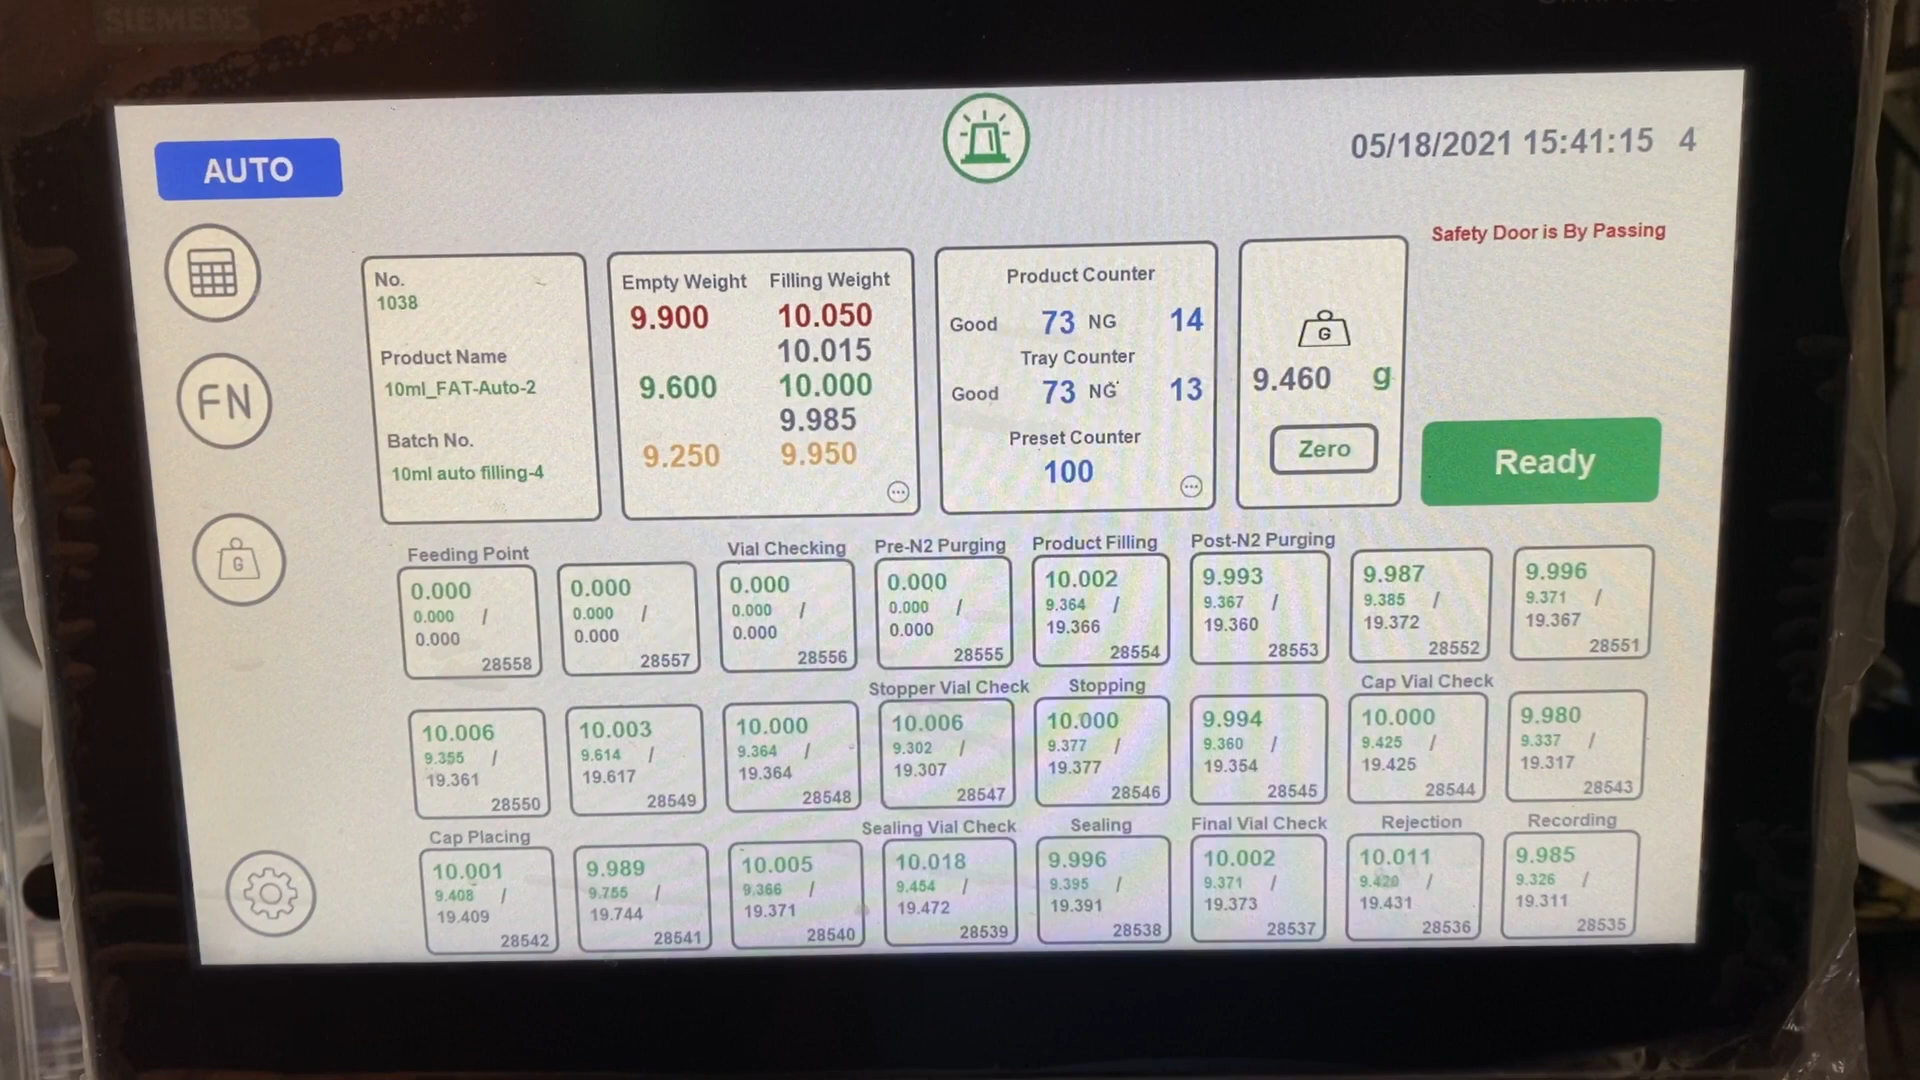 SIEMENS
AUTO
05/18/2021 15:41:15 4
Safety Door is By Passing
FN
G
No.
1038
Product Name
10ml_FAT-Auto-2
Batch No.
10ml auto filling-4
Empty Weight Filling Weight
9.900 10.050
10.015
9.600 10.000
9.985
9.250 9.950
Product Counter
Good 73 NG 14
Tray Counter
Good 73 NG 13
Preset Counter
100
G
9.460 g
Zero
Ready
Feeding Point
0.000
0.000 /
0.000
28558
0.000
0.000 /
0.000
28557
Vial Checking
0.000
0.000 /
0.000
28556
Pre-N2 Purging
0.000
0.000 /
0.000
28555
Product Filling
10.002
9.364 /
19.366
28554
Post-N2 Purging
9.993
9.367 /
19.360
28553
9.987
9.385 /
19.372
28552
9.996
9.371 /
19.367
28551
10.006
9.355 /
19.361
28550
10.003
9.614 /
19.617
28549
10.000
9.364 /
19.364
28548
Stopper Vial Check
10.006
9.302 /
19.307
28547
Stopping
10.000
9.377 /
19.377
28546
9.994
9.360 /
19.354
28545
Cap Vial Check
10.000
9.425 /
19.425
28544
9.980
9.337 /
19.317
28543
Cap Placing
10.001
9.408 /
19.409
28542
9.989
9.755 /
19.744
28541
10.005
9.366 /
19.371
28540
Sealing Vial Check
10.018
9.454 /
19.472
28539
Sealing
9.996
9.395 /
19.391
28538
Final Vial Check
10.002
9.371 /
19.373
28537
Rejection
10.011
9.420 /
19.431
28536
Recording
9.985
9.326 /
19.311
28535